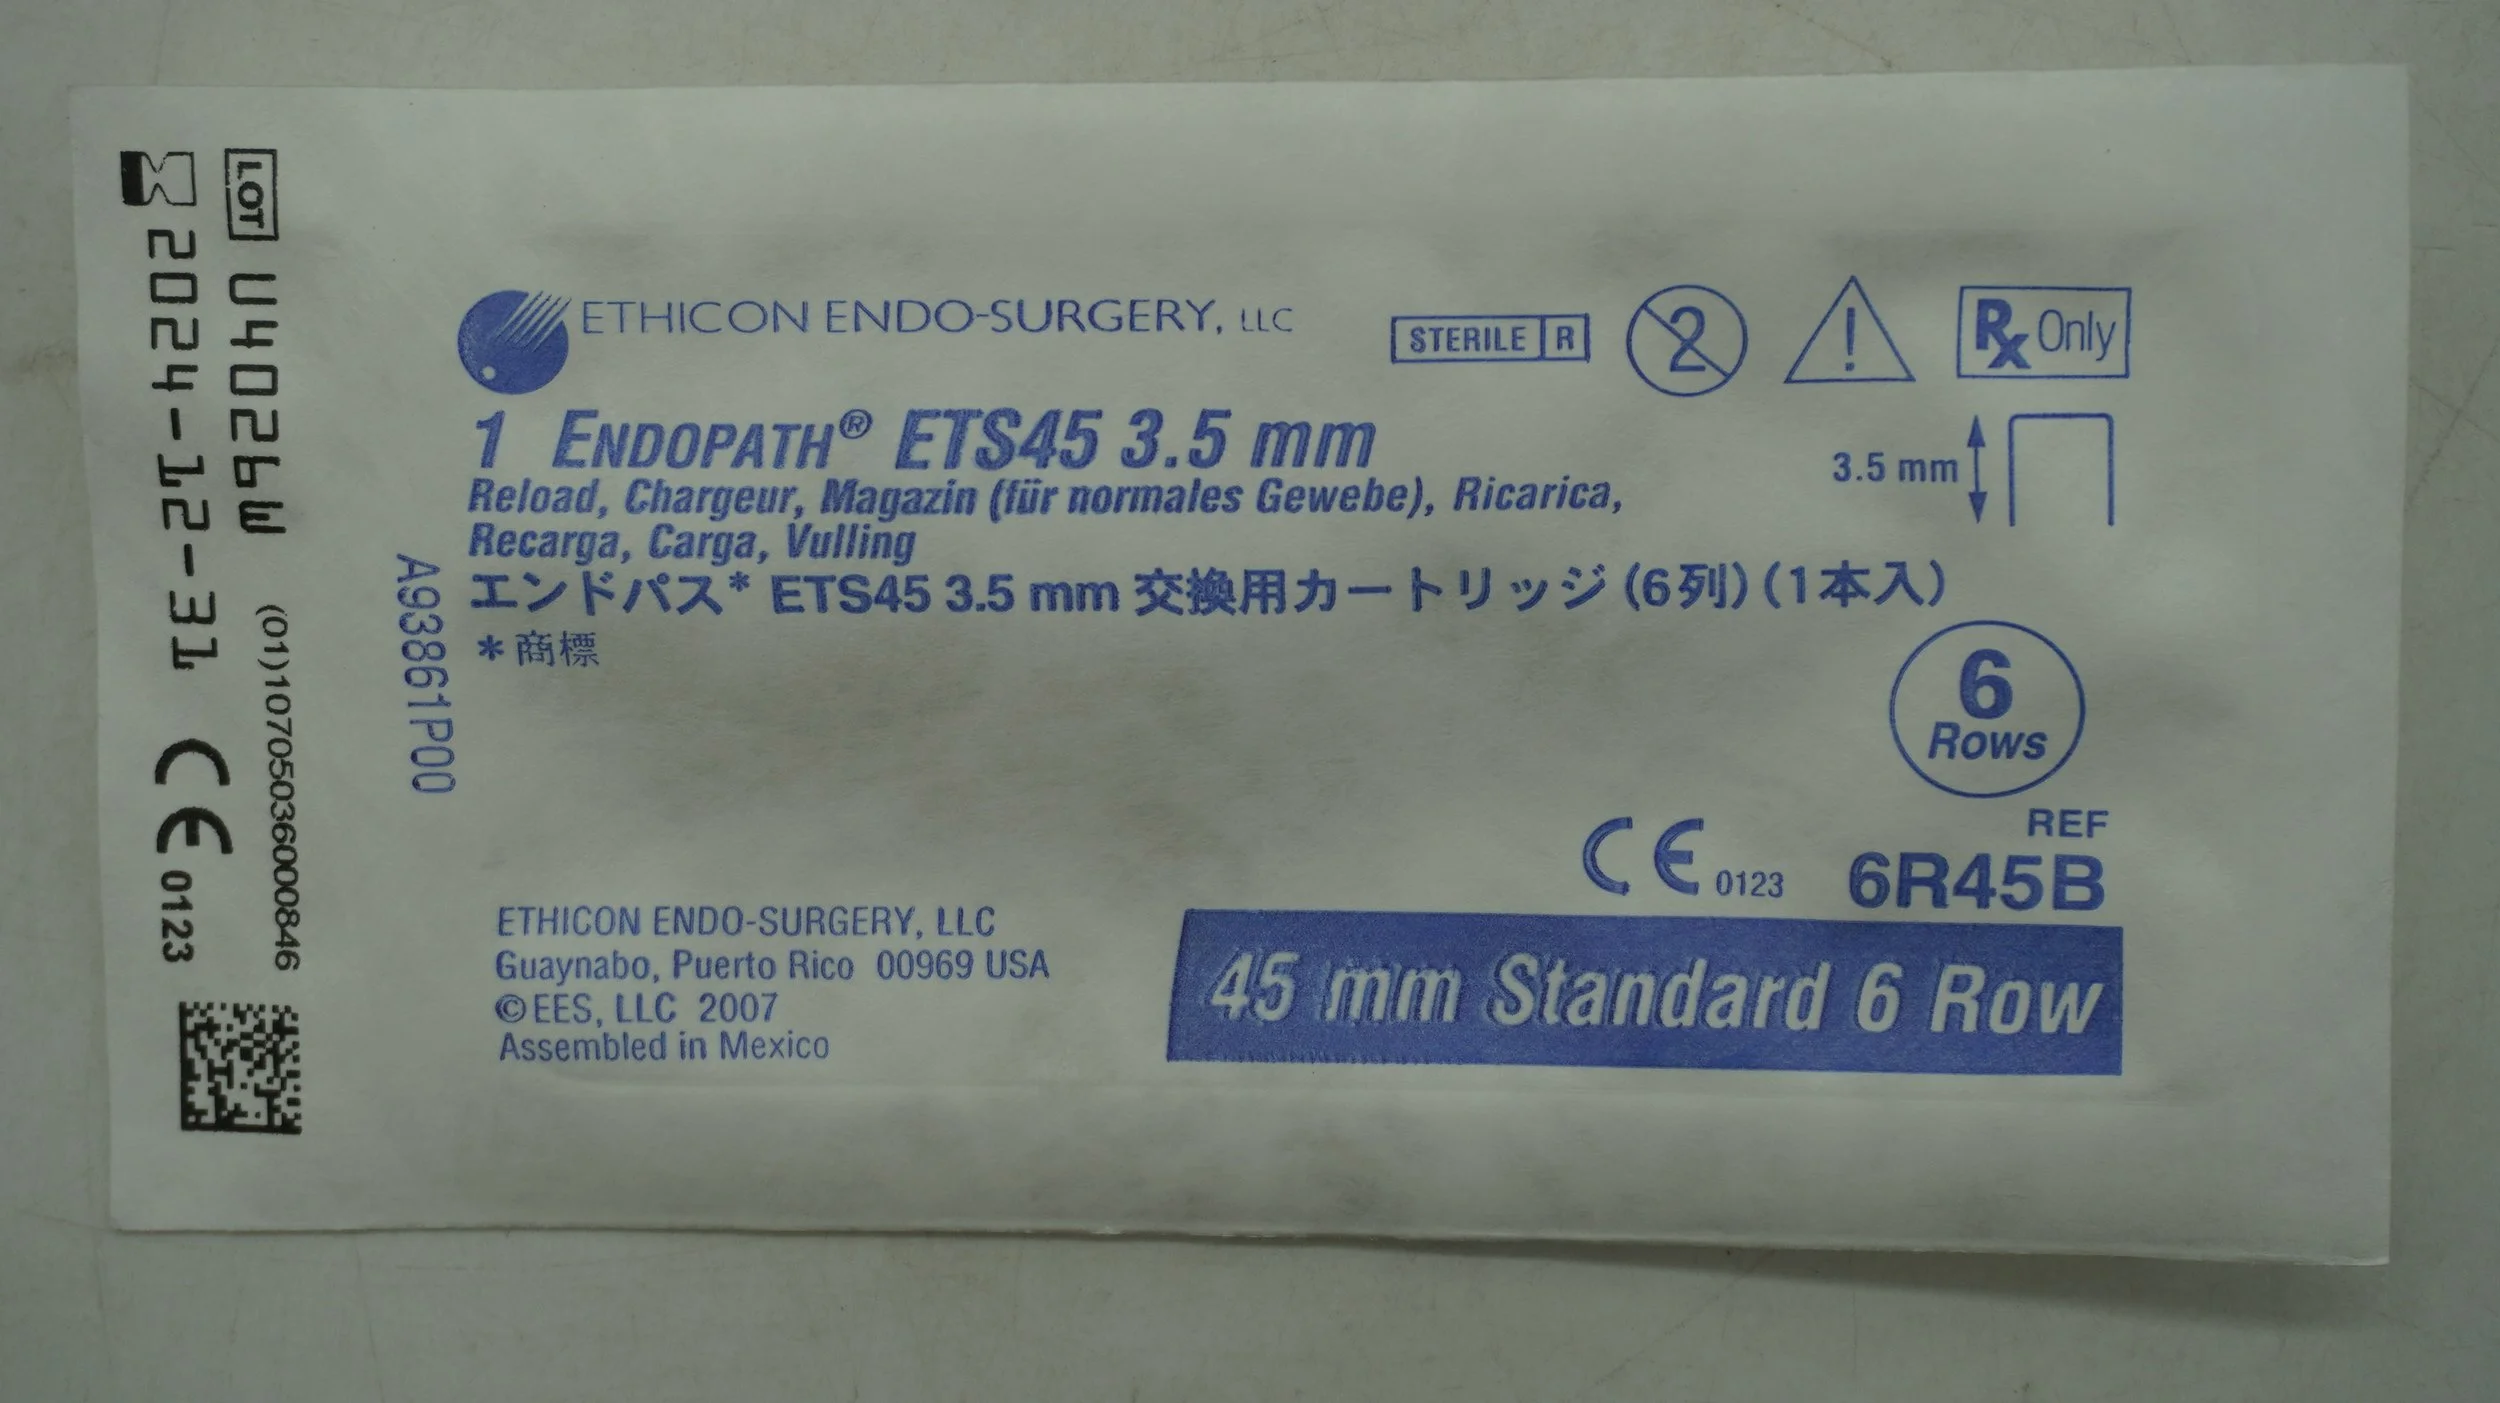 LOT U4026W
2024-12-31
(01)10705036000846
CE 0123
A93861P00
ETHICON ENDO-SURGERY, LLC
STERILE R
2
!
Rx Only
1 ENDOPATH® ETS45 3.5 mm
Reload, Chargeur, Magazin (für normales Gewebe), Ricarica,
Recarga, Carga, Vulling
3.5 mm
エンドパス* ETS45 3.5 mm 交換用カートリッジ (6列) (1本入)
* 商標
6
ROWS
REF
CE 0123 6R45B
45 mm Standard 6 Row
ETHICON ENDO-SURGERY, LLC
Guaynabo, Puerto Rico 00969 USA
©EES, LLC 2007
Assembled in Mexico